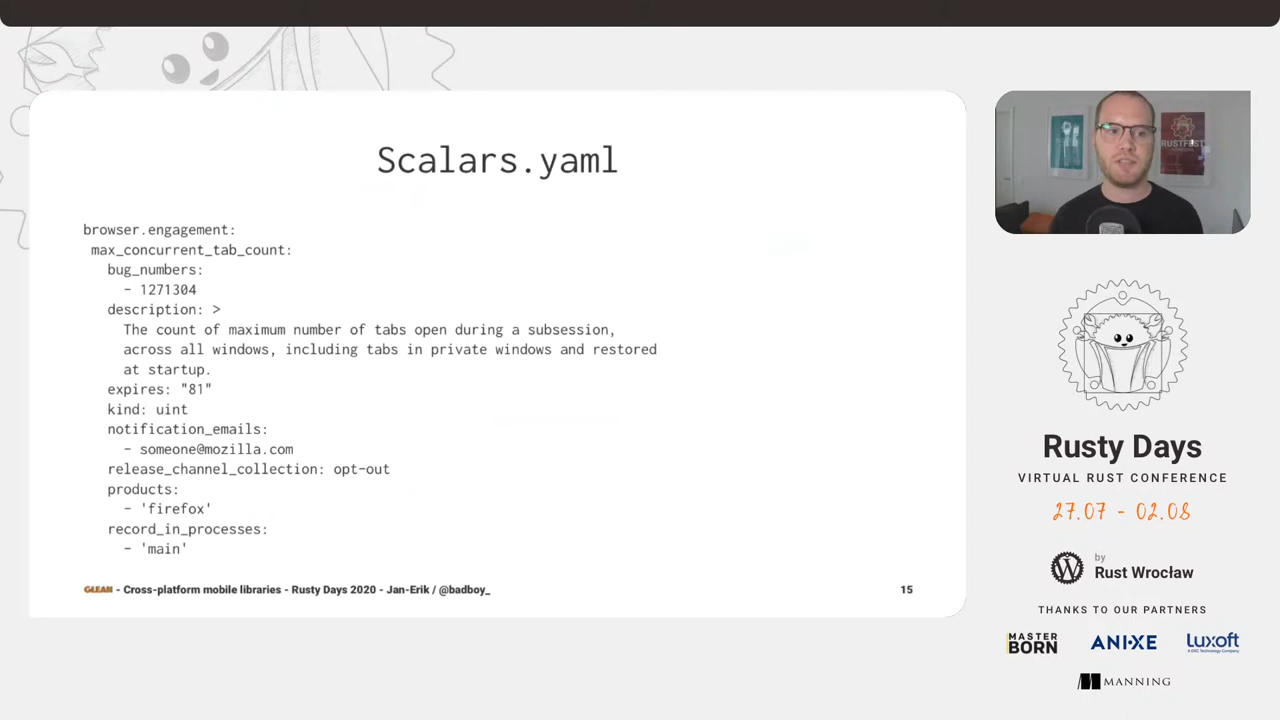 Scalars.yaml
browser.engagement:
max_concurrent_tab_count:
bug_numbers:
- 1271304
description: >
The count of maximum number of tabs open during a subsession,
across all windows, including tabs in private windows and restored
at startup.
expires: "81"
kind: uint
notification_emails:
- someone@mozilla.com
release_channel_collection: opt-out
products:
- 'firefox'
record_in_processes:
- 'main'
GLEAN - Cross-platform mobile libraries - Rusty Days 2020 - Jan-Erik / @badboy_
15
RUSTFEST
Rusty Days
VIRTUAL RUST CONFERENCE
27.07 - 02.08
by
Rust Wrocław
THANKS TO OUR PARTNERS
MASTER
BORN
ANIXE
Luxoft
A DXC Technology Company
MANNING